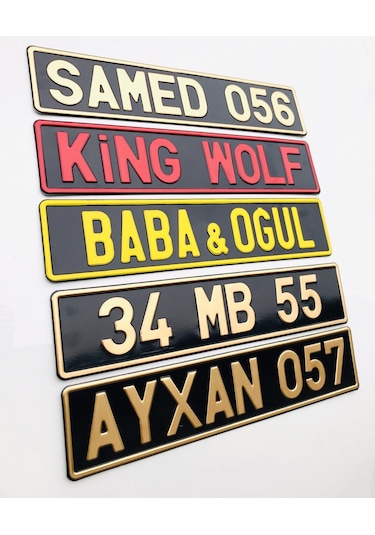 SAMED 056
KiNG WOLF
BABA & OGUL
34 MB 55
AYXAN 057